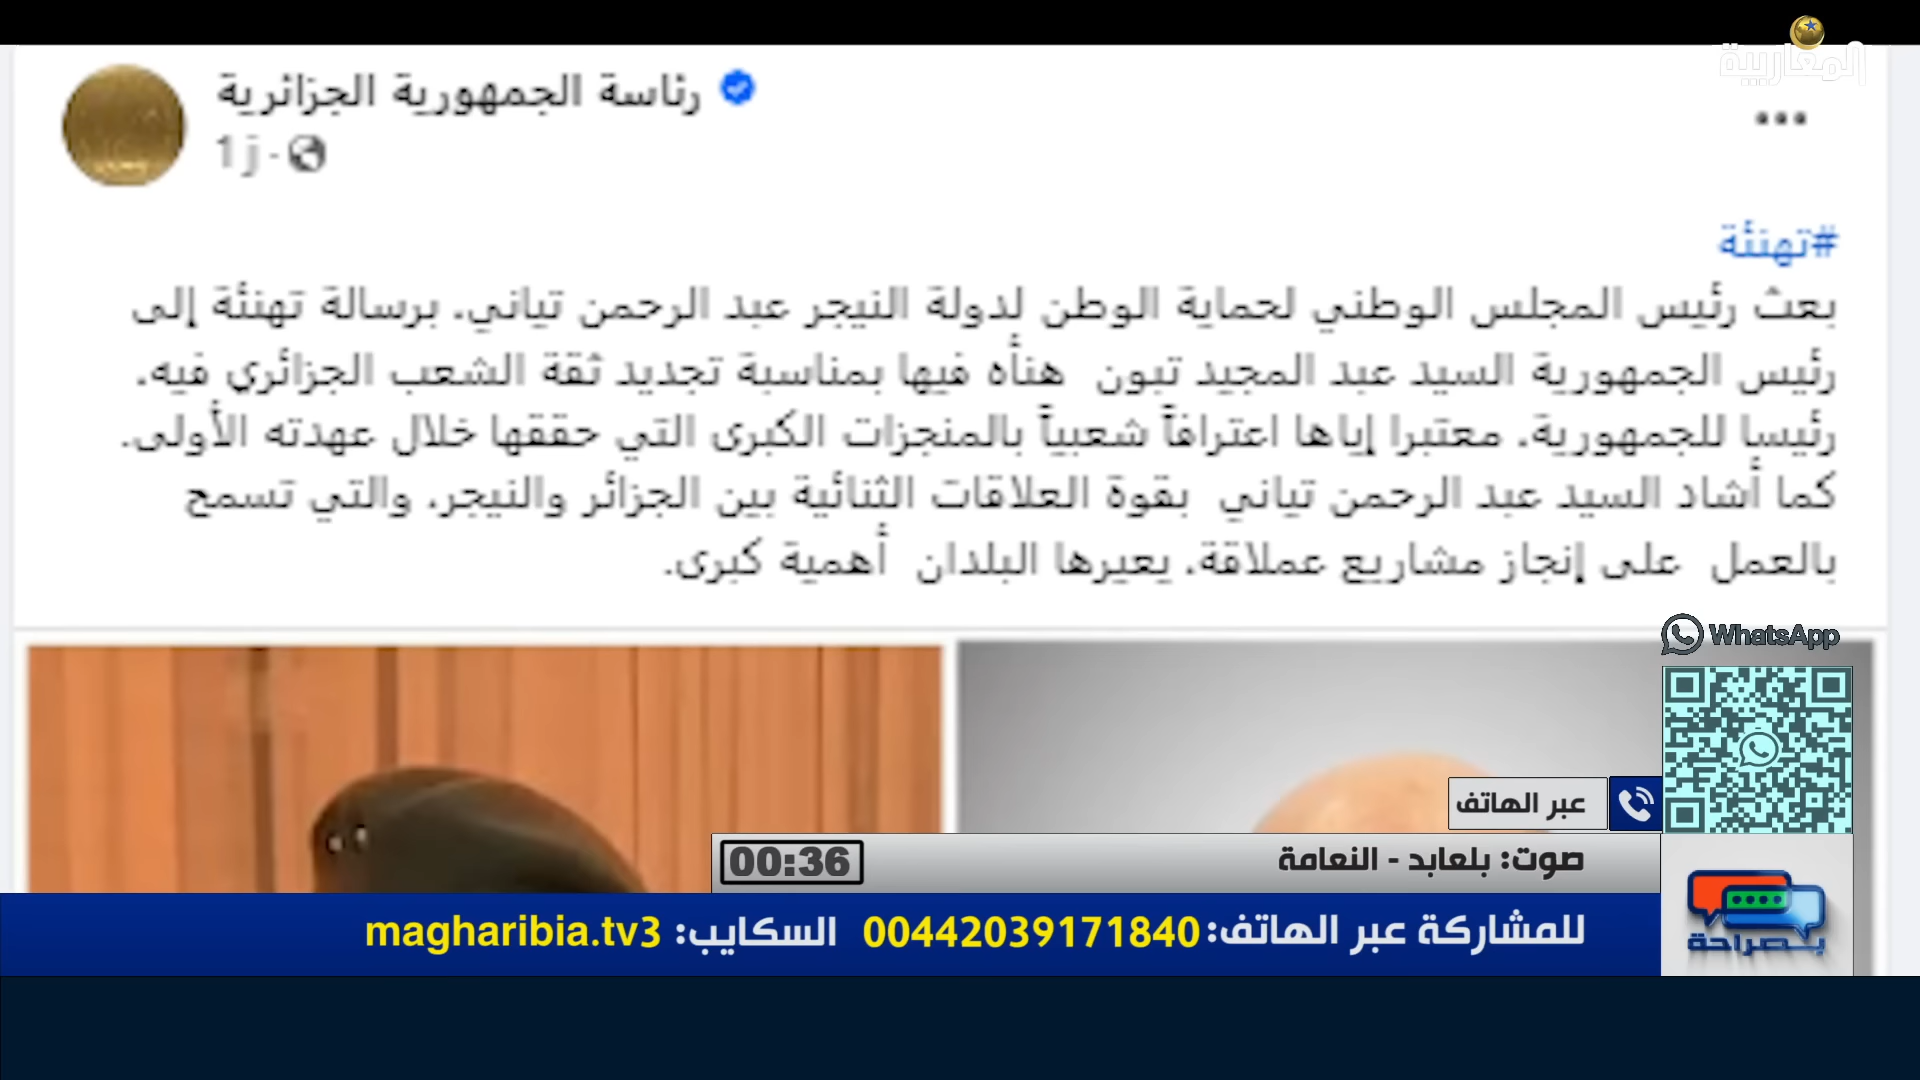 المغاربية
رئاسة الجمهورية الجزائرية
1 j ·
#تهنئة
بعث رئيس المجلس الوطني لحماية الوطن لدولة النيجر عبد الرحمن تياني، برسالة تهنئة إلى
رئيس الجمهورية السيد عبد المجيد تبون هنأه فيها بمناسبة تجديد ثقة الشعب الجزائري فيه،
رئيسا للجمهورية، معتبرا إياها اعترافاً شعبياً بالمنجزات الكبرى التي حققها خلال عهدته الأولى.
كما أشاد السيد عبد الرحمن تياني بقوة العلاقات الثنائية بين الجزائر والنيجر، والتي تسمح
بالعمل على إنجاز مشاريع عملاقة، يعيرها البلدان أهمية كبرى.
WhatsApp
عبر الهاتف
صوت: بلعابد - النعامة
00:36
للمشاركة عبر الهاتف: 00442039171840 السكايب: magharibia.tv3
بصراحة